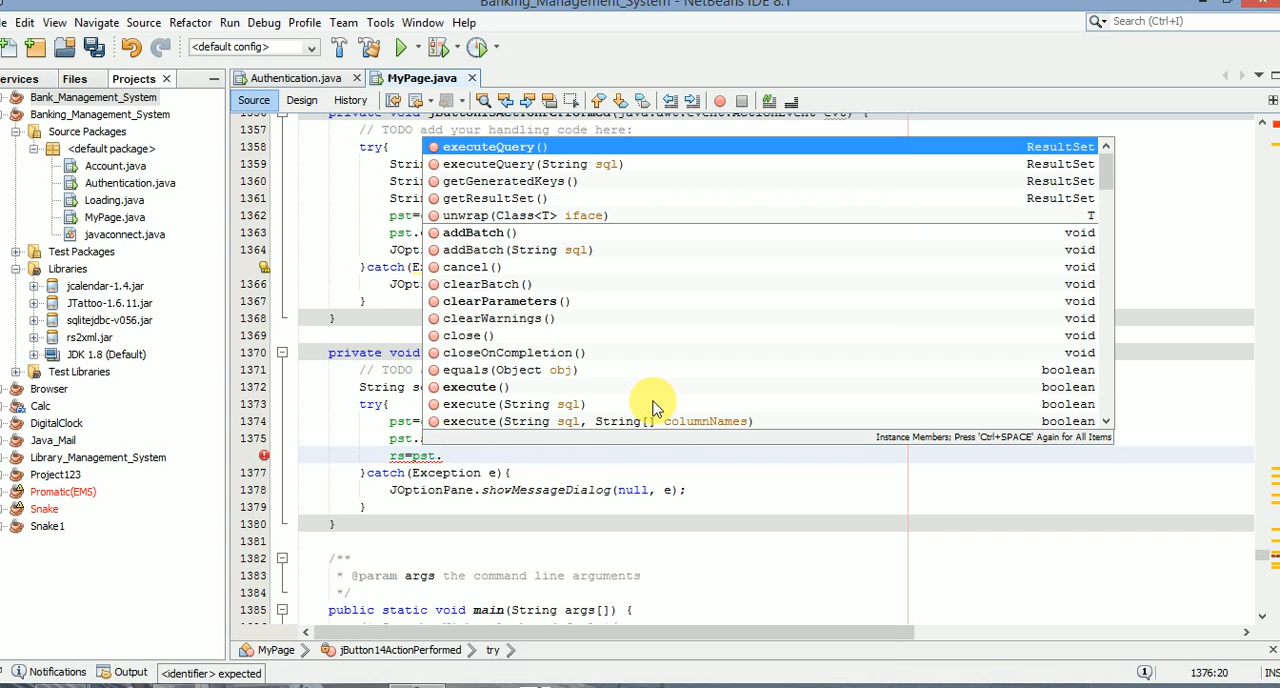 Banking_Management_System - NetBeans IDE 8.1
Edit View Navigate Source Refactor Run Debug Profile Team Tools Window Help
Search (Ctrl+I)
<default config>
ervices Files Projects
Authentication.java MyPage.java
Source Design History
Bank_Management_System
Banking_Management_System
Source Packages
<default package>
Account.java
Authentication.java
Loading.java
MyPage.java
javaconnect.java
Test Packages
Libraries
jcalendar-1.4.jar
JTattoo-1.6.11.jar
sqlitejdbc-v056.jar
rs2xml.jar
JDK 1.8 (Default)
Test Libraries
Browser
Calc
DigitalClock
Java_Mail
Library_Management_System
Project123
Promatic(EMS)
Snake
Snake1
1357 // TODO add your handling code here:
1358 try{
1359 Strin
1360 Strin
1361 Strin
1362 pst=c
1363 pst.
1364 JOpti
}catch(Ex
1366 JO
1367 }
1368 }
1369
1370 private void
1371 // TODO
1372 String s
1373 try{
1374 pst=
1375 pst.
rs=pst.
1377 }catch(Exception e){
1378 JOptionPane.showMessageDialog(null, e);
1379 }
1380 }
1381
1382 /**
1383 * @param args the command line arguments
1384 */
1385 public static void main(String args[]) {
executeQuery() ResultSet
executeQuery(String sql) ResultSet
getGeneratedKeys() ResultSet
getResultSet() ResultSet
unwrap(Class<T> iface) T
addBatch() void
addBatch(String sql) void
cancel() void
clearBatch() void
clearParameters() void
clearWarnings() void
close() void
closeOnCompletion() void
equals(Object obj) boolean
execute() boolean
execute(String sql) boolean
execute(String sql, String[] columnNames) boolean
Instance Members; Press 'Ctrl+SPACE' Again for All Items
MyPage jButton14ActionPerformed try
Notifications Output <identifier> expected 1 1376:20 INS